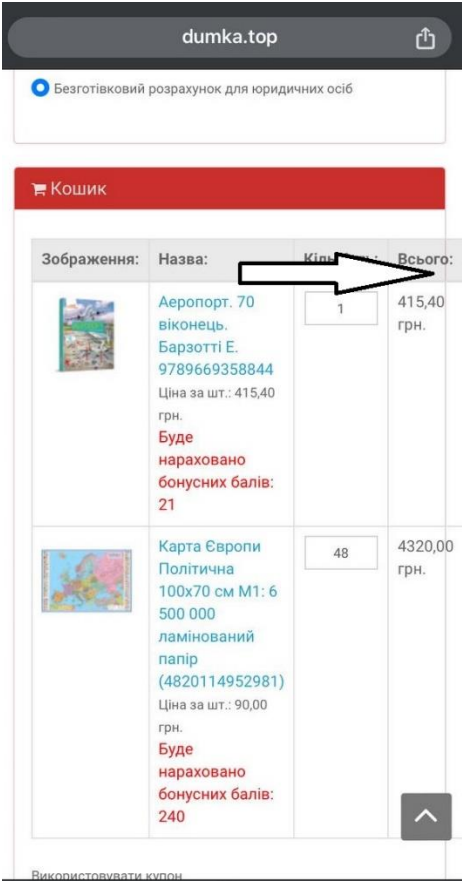 dumka.top
Безготівковий розрахунок для юридичних осіб
Кошик
Зображення: Назва: Всього:
Аеропорт. 70
віконець.
Барзотті Е.
9789669358844
Ціна за шт.: 415,40
грн.
Буде
нараховано
бонусних балів:
21
1
415,40
грн.
Карта Європи
Політична
100х70 см М1: 6
500 000
ламінований
папір
(4820114952981)
Ціна за шт.: 90,00
грн.
Буде
нараховано
бонусних балів:
240
48
4320,00
грн.
Використовувати купон